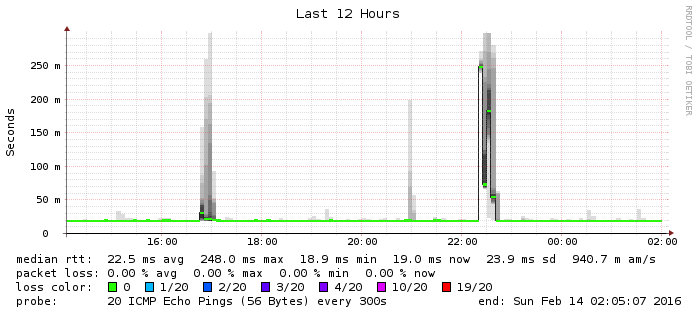 Last 12 Hours
RRDTOOL / TOBI OETIKER
Seconds
250 m
200 m
150 m
100 m
50 m
0
16:00 18:00 20:00 22:00 00:00 02:00
median rtt: 22.5 ms avg 248.0 ms max 18.9 ms min 19.0 ms now 23.9 ms sd 940.7 m am/s
packet loss: 0.00 % avg 0.00 % max 0.00 % min 0.00 % now
loss color: 0 1/20 2/20 3/20 4/20 10/20 19/20
probe: 20 ICMP Echo Pings (56 Bytes) every 300s end: Sun Feb 14 02:05:07 2016